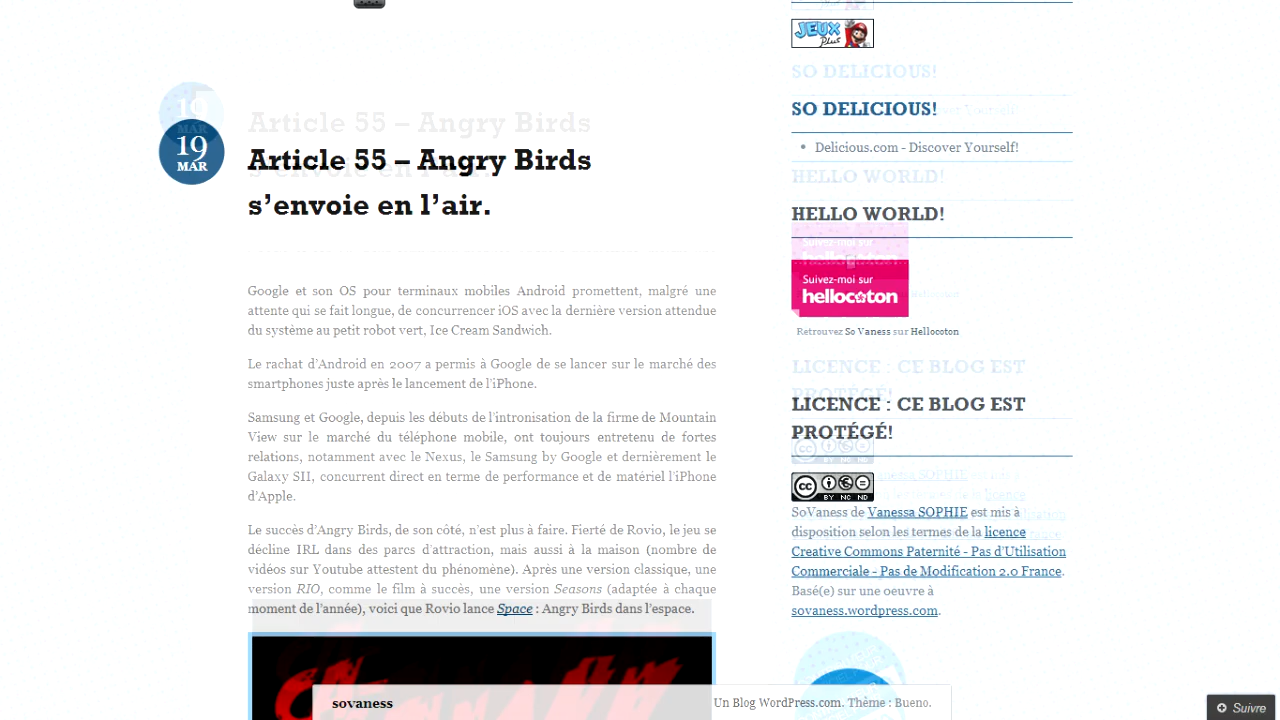 19
MAR
Article 55 – Angry Birds
s’envoie en l’air.
Google et son OS pour terminaux mobiles Android promettent, malgré une
attente qui se fait longue, de concurrencer iOS avec la dernière version attendue
du système au petit robot vert, Ice Cream Sandwich.
Le rachat d’Android en 2007 a permis à Google de se lancer sur le marché des
smartphones juste après le lancement de l’iPhone.
Samsung et Google, depuis les débuts de l’intronisation de la firme de Mountain
View sur le marché du téléphone mobile, ont toujours entretenu de fortes
relations, notamment avec le Nexus, le Samsung by Google et dernièrement le
Galaxy SII, concurrent direct en terme de performance et de matériel l’iPhone
d’Apple.
Le succès d’Angry Birds, de son côté, n’est plus à faire. Fierté de Rovio, le jeu se
décline IRL dans des parcs d’attraction, mais aussi à la maison (nombre de
vidéos sur Youtube attestent du phénomène). Après une version classique, une
version RIO, comme le film à succès, une version Seasons (adaptée à chaque
moment de l’année), voici que Rovio lance Space : Angry Birds dans l’espace.
JEUX
Plus
SO DELICIOUS!
Delicious.com - Discover Yourself!
HELLO WORLD!
Suivez-moi sur
hellocoton
Retrouvez So Vaness sur Hellocoton
LICENCE : CE BLOG EST
PROTÉGÉ!
cc
BY NC ND
SoVaness de Vanessa SOPHIE est mis à
disposition selon les termes de la licence
Creative Commons Paternité - Pas d’Utilisation
Commerciale - Pas de Modification 2.0 France.
Basé(e) sur une oeuvre à
sovaness.wordpress.com.
sovaness
Un Blog WordPress.com. Thème : Bueno.
Suivre